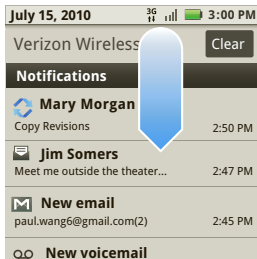 July 15, 2010 3G 3:00 PM
Verizon Wireless Clear
Notifications
Mary Morgan
Copy Revisions 2:50 PM
Jim Somers
Meet me outside the theater... 2:47 PM
New email
paul.wang6@gmail.com(2) 2:45 PM
New voicemail